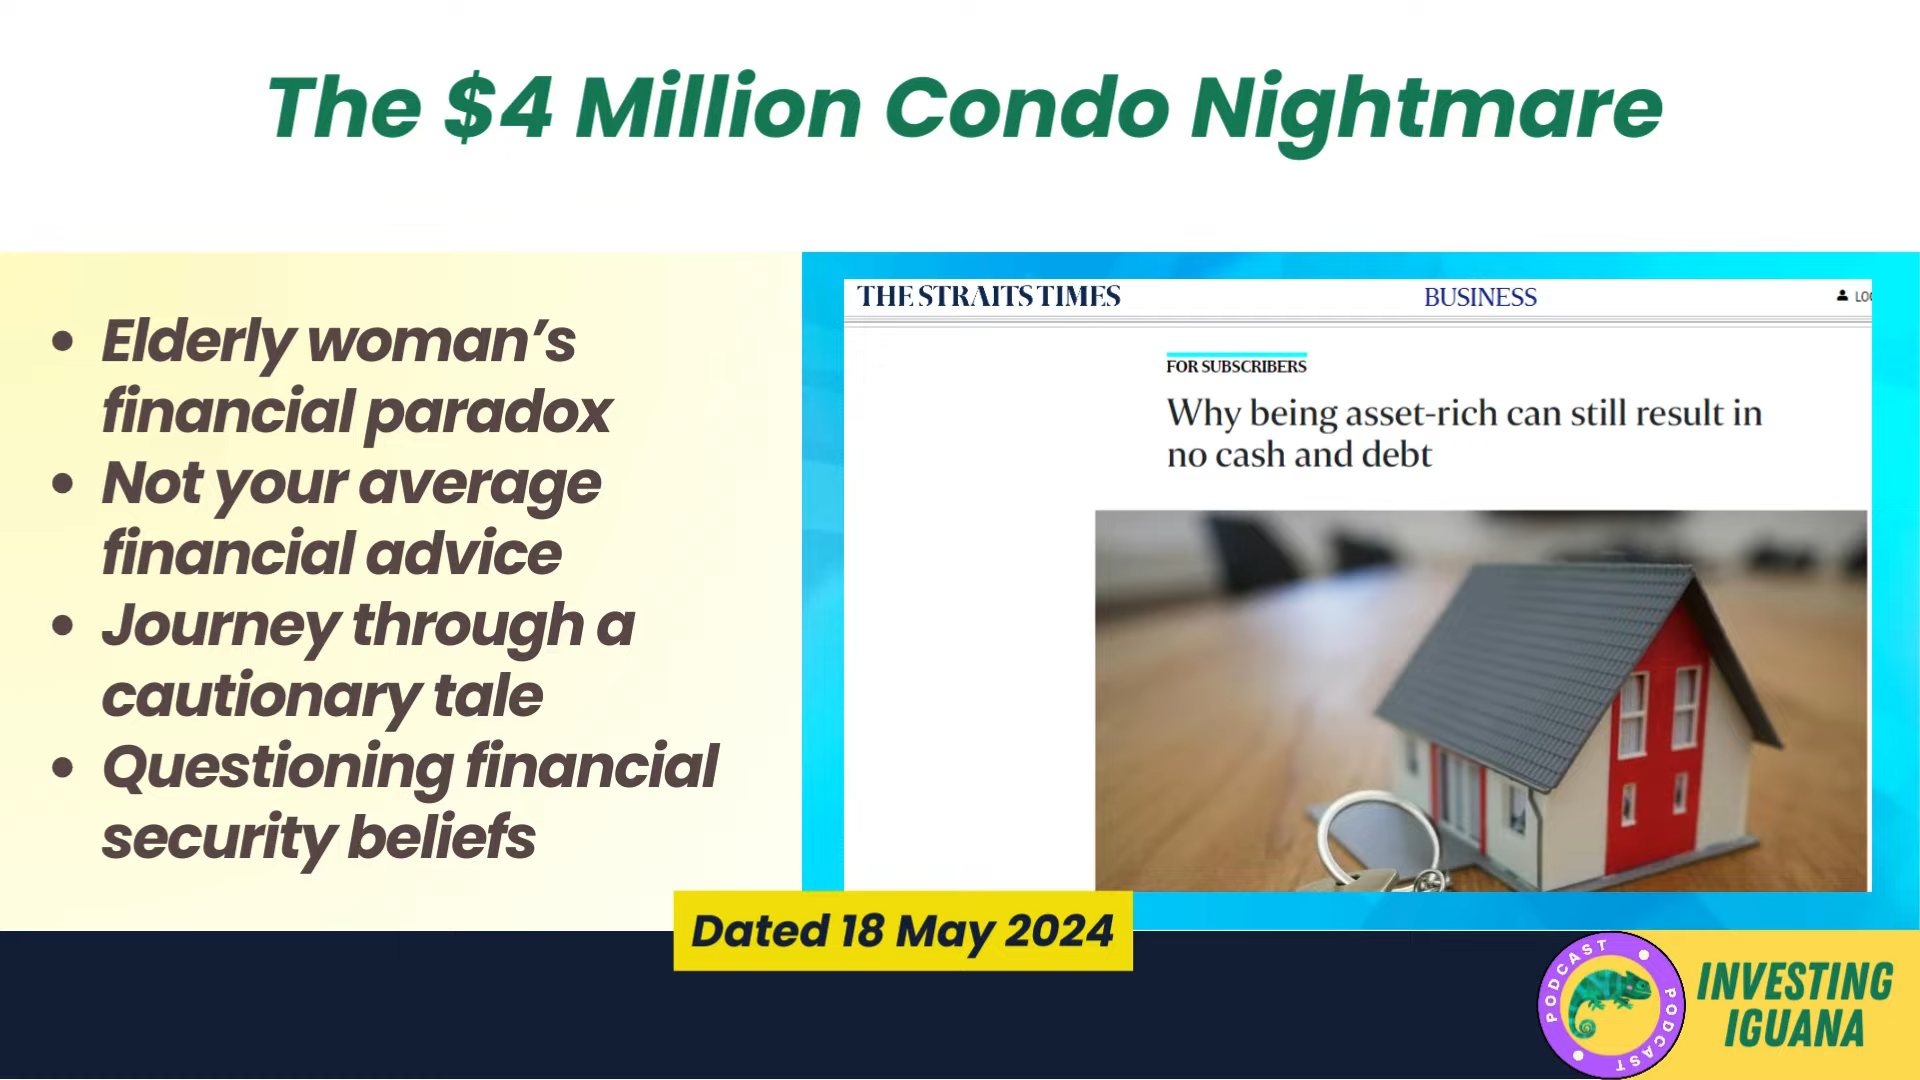 The $4 Million Condo Nightmare
• Elderly woman's
financial paradox
• Not your average
financial advice
• Journey through a
cautionary tale
• Questioning financial
security beliefs
THE STRAITS TIMES
BUSINESS
LO
FOR SUBSCRIBERS
Why being asset-rich can still result in
no cash and debt
Dated 18 May 2024
PODCAST
PODCAST
INVESTING
IGUANA